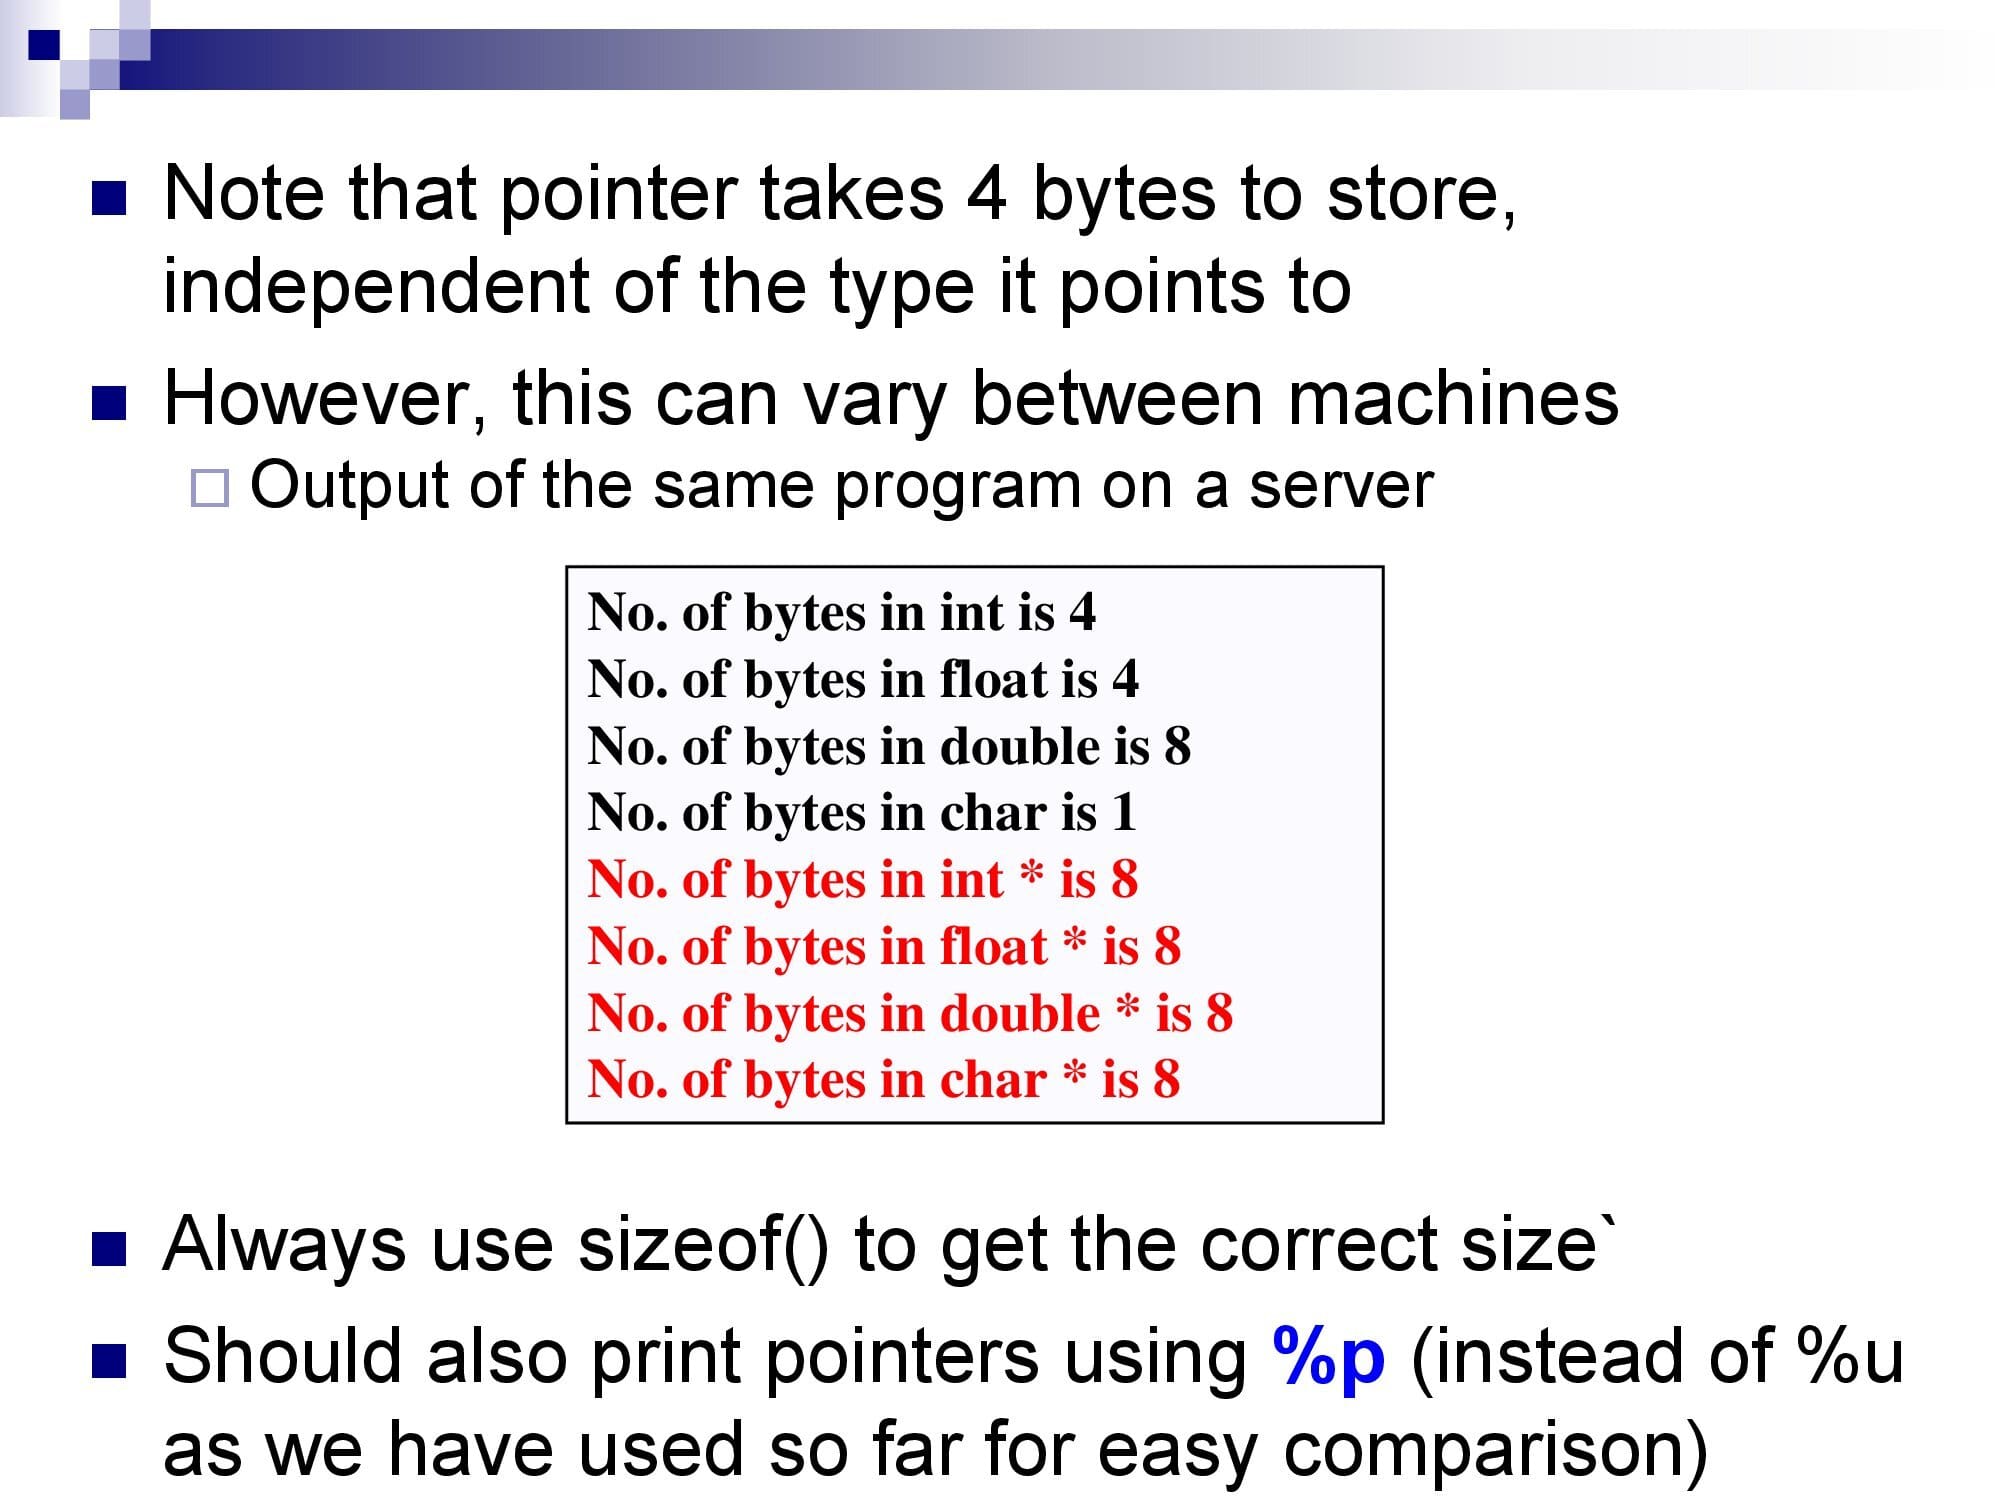 Note that pointer takes 4 bytes to store,
independent of the type it points to
However, this can vary between machines
Output of the same program on a server
No. of bytes in int is 4
No. of bytes in float is 4
No. of bytes in double is 8
No. of bytes in char is 1
No. of bytes in int * is 8
No. of bytes in float * is 8
No. of bytes in double * is 8
No. of bytes in char * is 8
Always use sizeof() to get the correct size`
Should also print pointers using %p (instead of %u
as we have used so far for easy comparison)